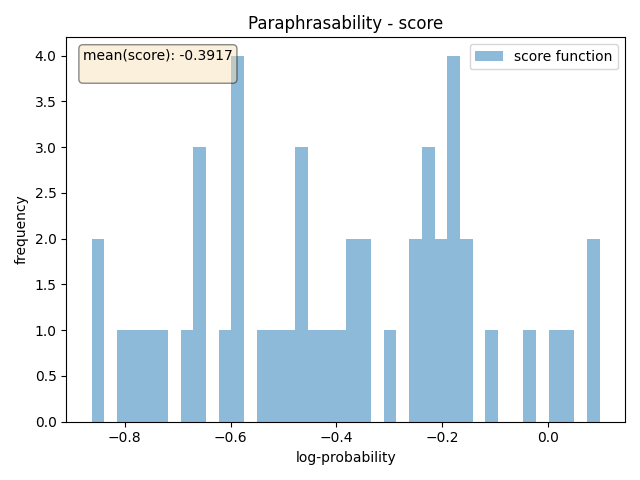 Paraphrasability - score
mean(score): -0.3917
score function
4.0
3.5
3.0
2.5
2.0
1.5
1.0
0.5
0.0
frequency
−0.8 −0.6 −0.4 −0.2 0.0
log-probability